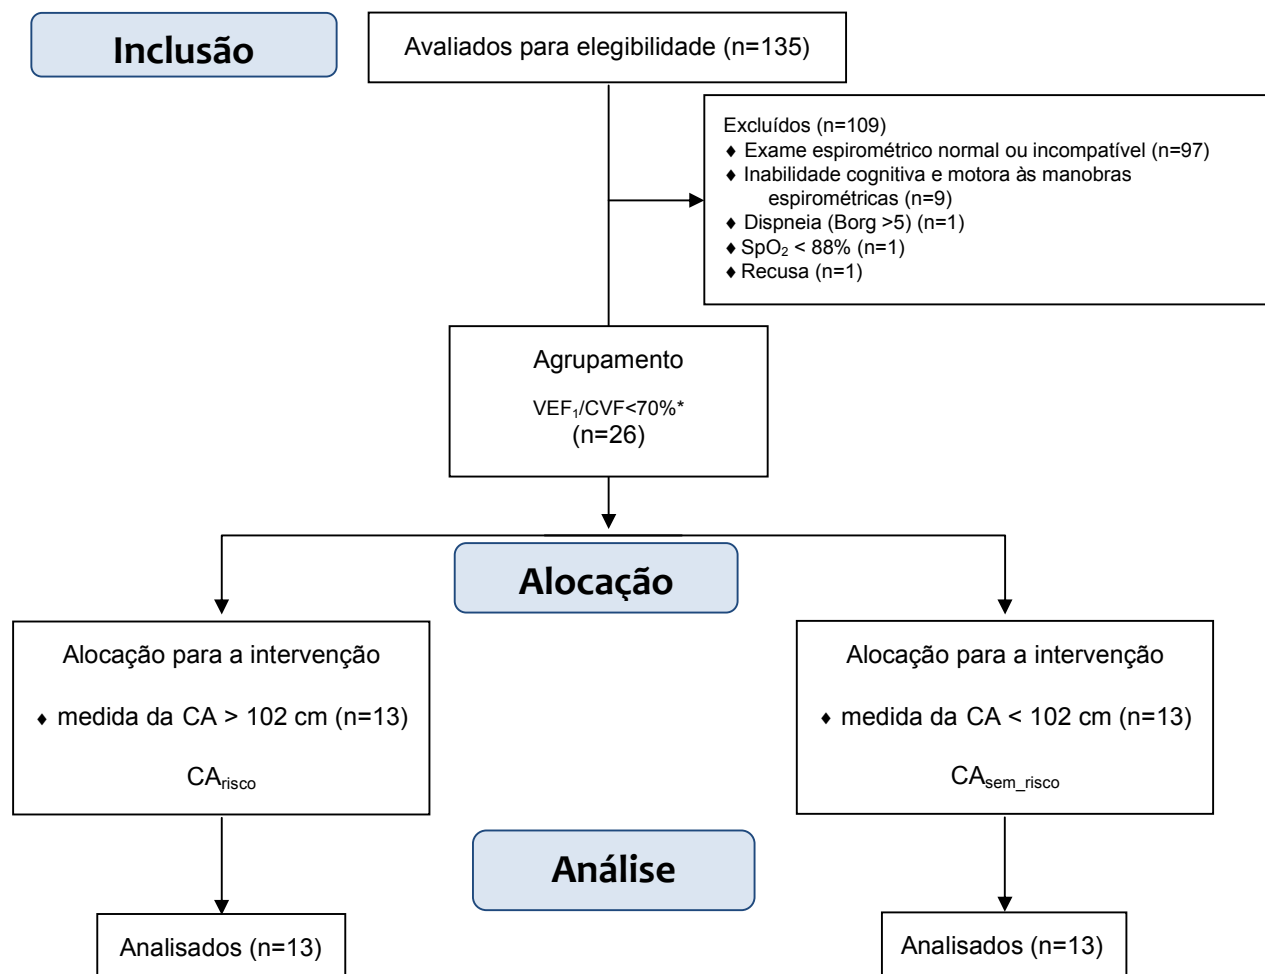 Inclusão
Avaliados para elegibilidade (n=135)
Excluídos (n=109)
♦ Exame espirométrico normal ou incompatível (n=97)
♦ Inabilidade cognitiva e motora às manobras
espirométricas (n=9)
♦ Dispneia (Borg >5) (n=1)
♦ SpO₂ < 88% (n=1)
♦ Recusa (n=1)
Agrupamento
VEF₁/CVF<70%*
(n=26)
Alocação
Alocação para a intervenção
♦ medida da CA > 102 cm (n=13)
CArisco
Alocação para a intervenção
♦ medida da CA < 102 cm (n=13)
CAsem_risco
Análise
Analisados (n=13)
Analisados (n=13)